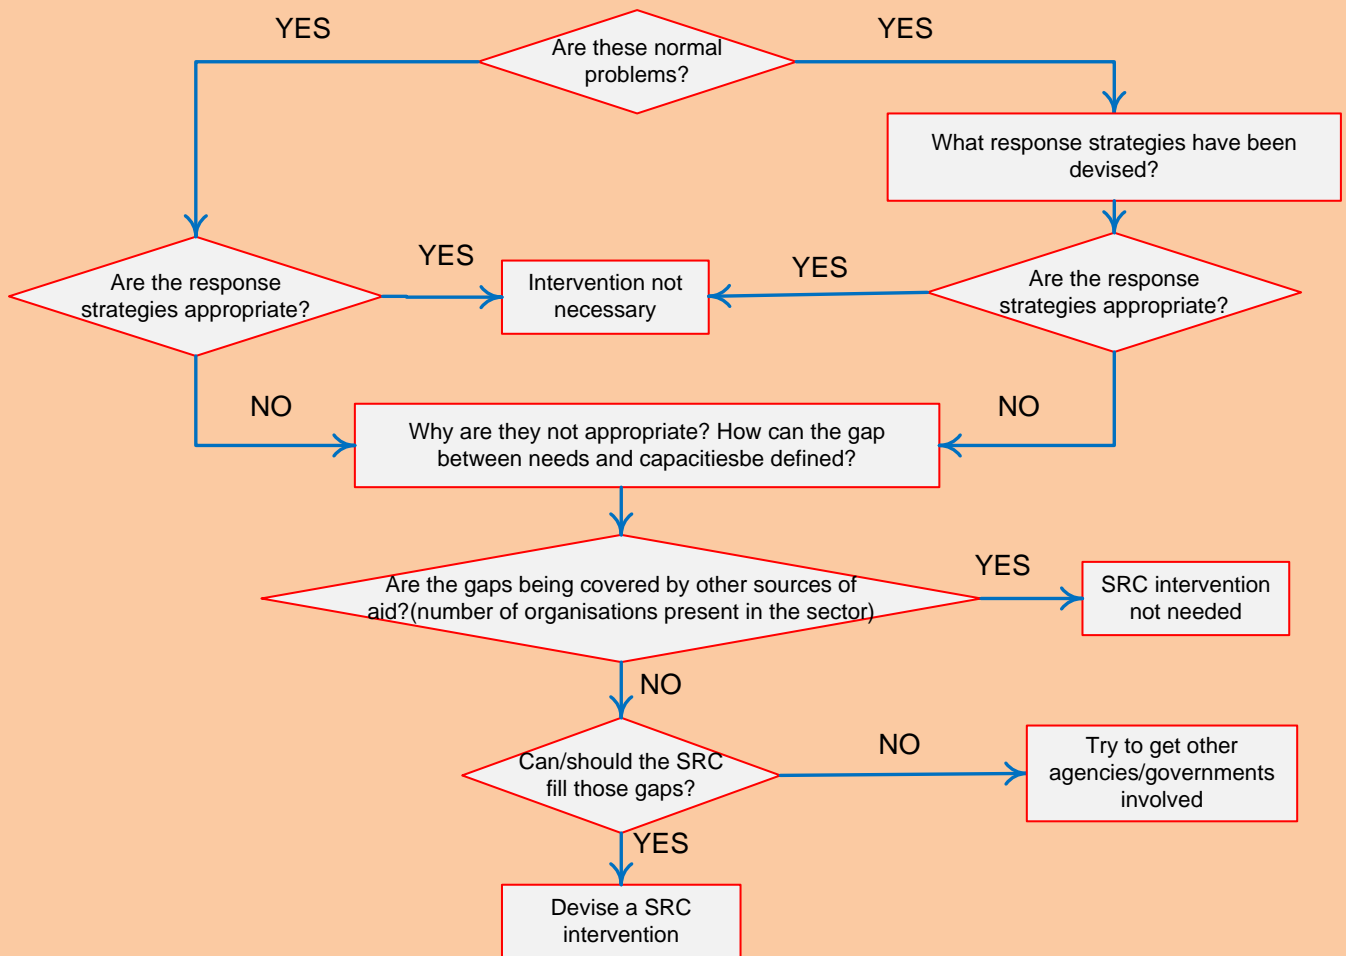 YES
YES
Are these normal
problems?
What response strategies have been
devised?
Are the response
strategies appropriate?
YES
Intervention not
necessary
YES
Are the response
strategies appropriate?
NO
NO
Why are they not appropriate? How can the gap
between needs and capacitiesbe defined?
Are the gaps being covered by other sources of
aid?(number of organisations present in the sector)
YES
SRC intervention
not needed
NO
Can/should the SRC
fill those gaps?
NO
Try to get other
agencies/governments
involved
YES
Devise a SRC
intervention